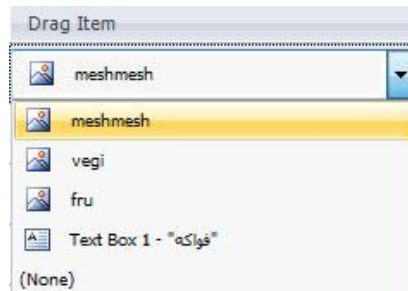 Drag Item
meshmesh
meshmesh
vegi
fru
Text Box 1 - "فواكه"
(None)